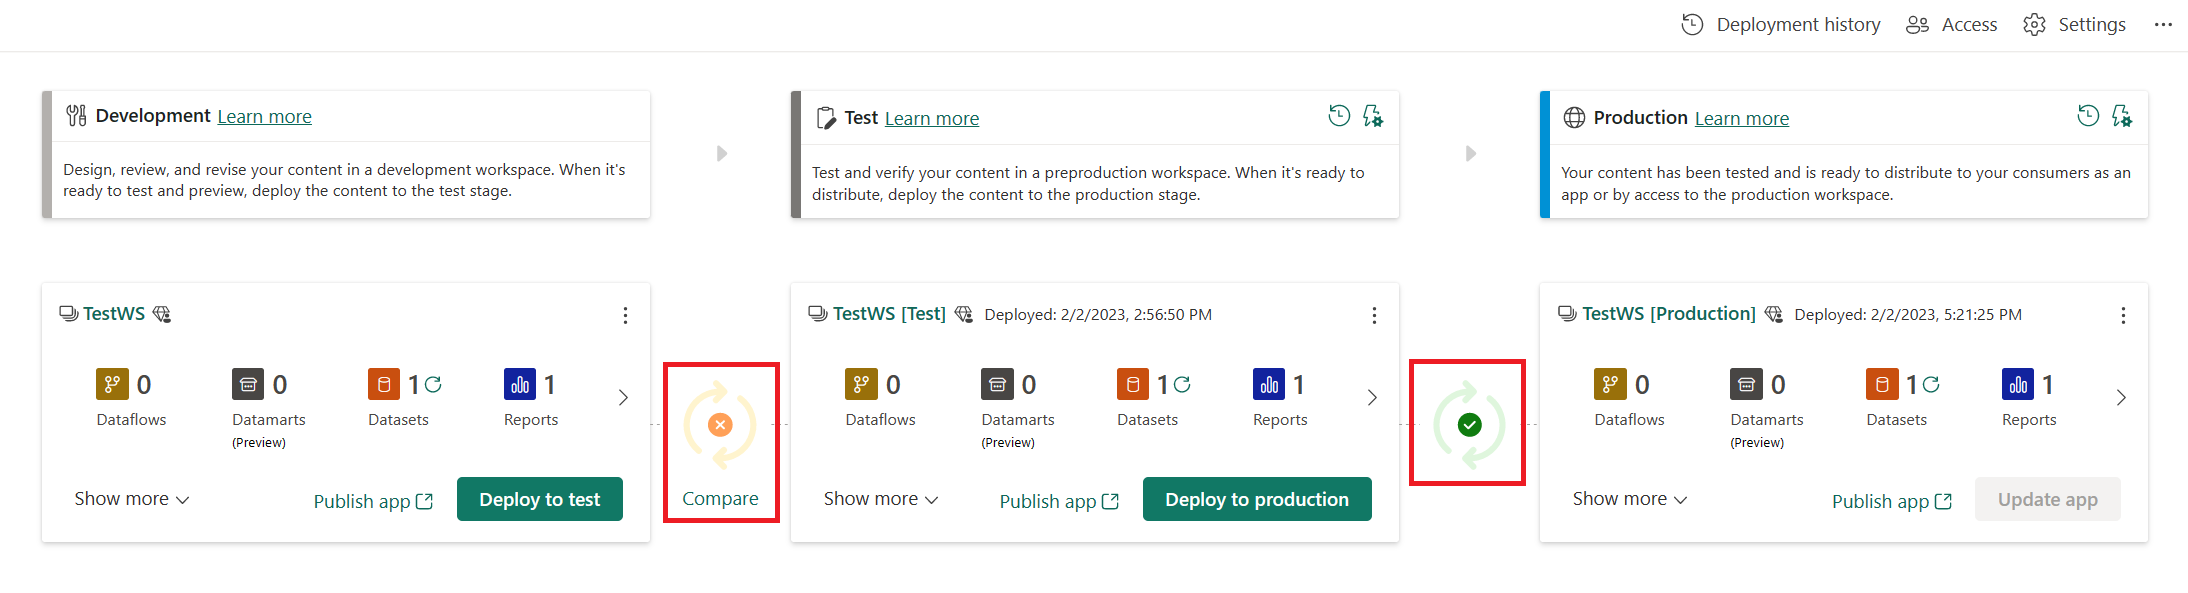 Deployment history Access Settings
Development Learn more
Design, review, and revise your content in a development workspace. When it's
ready to test and preview, deploy the content to the test stage.
Test Learn more
Test and verify your content in a preproduction workspace. When it's ready to
distribute, deploy the content to the production stage.
Production Learn more
Your content has been tested and is ready to distribute to your consumers as an
app or by access to the production workspace.
TestWS
0 0 1 1
Dataflows Datamarts Datasets Reports
(Preview)
Show more Publish app Deploy to test
Compare
TestWS [Test] Deployed: 2/2/2023, 2:56:50 PM
0 0 1 1
Dataflows Datamarts Datasets Reports
(Preview)
Show more Publish app Deploy to production
TestWS [Production] Deployed: 2/2/2023, 5:21:25 PM
0 0 1 1
Dataflows Datamarts Datasets Reports
(Preview)
Show more Publish app Update app